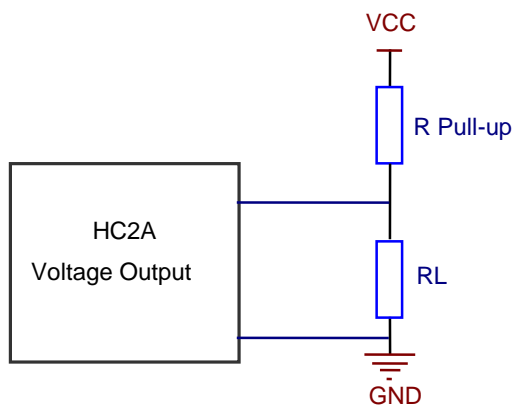 VCC
R Pull-up
HC2A
Voltage Output
RL
GND